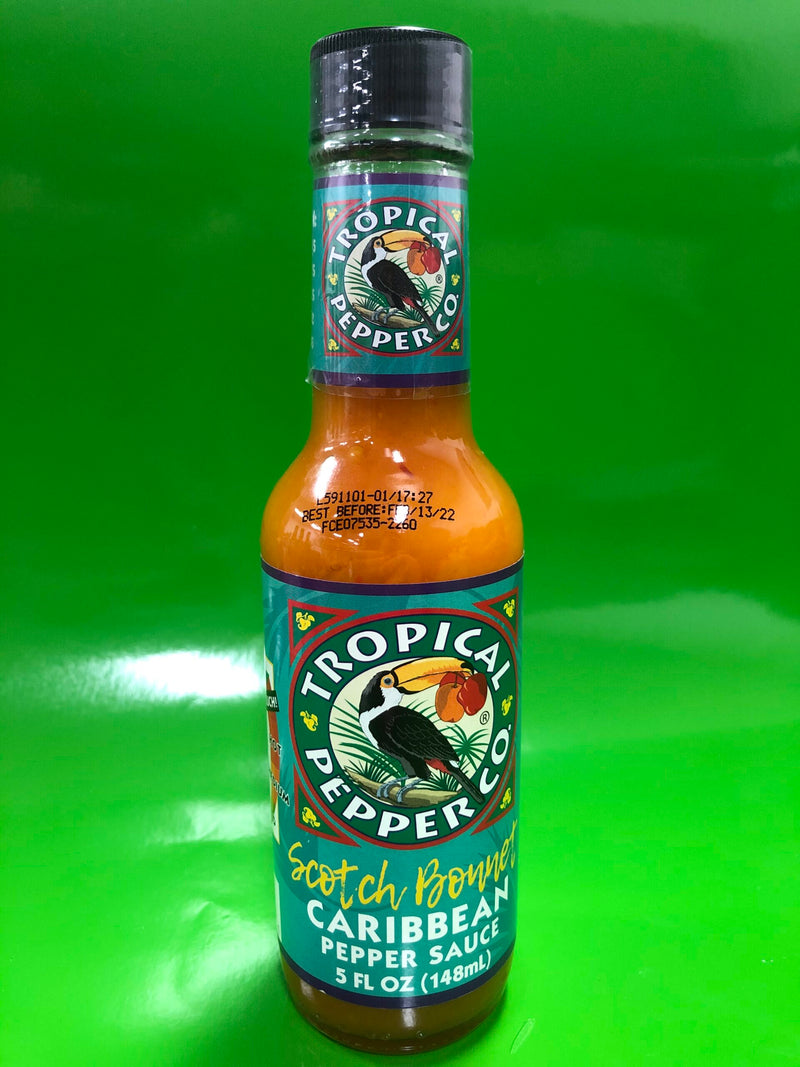 TROPICAL
PEPPER CO.
®
L591101-01/17:27
BEST BEFORE:FEB/13/22
FCE07535-2260
TROPICAL
PEPPER CO.
®
Scotch Bonnet
CARIBBEAN
PEPPER SAUCE
5 FL OZ (148mL)